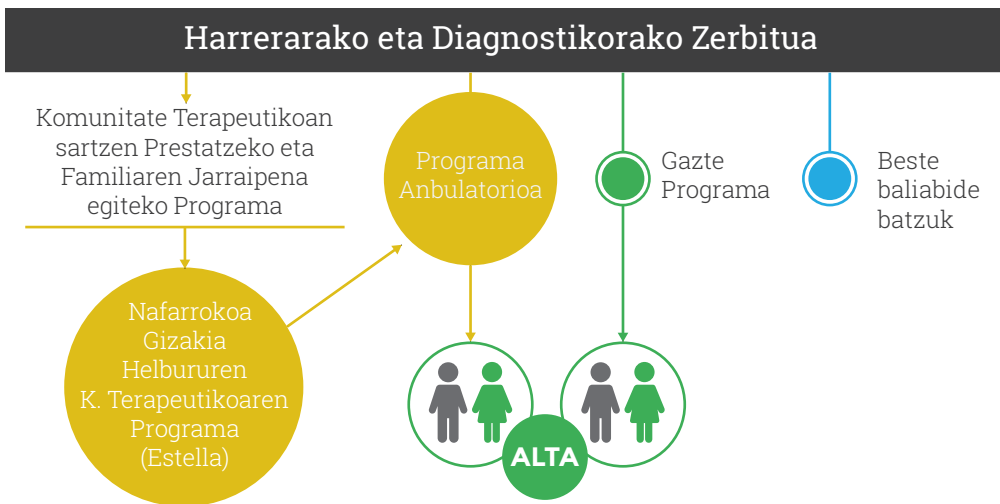 Harrerarako eta Diagnostikorako Zerbitua
Komunitate Terapeutikoan
sartzen Prestatzeko eta
Familiaren Jarraipena
egiteko Programa
Programa
Anbulatorioa
Gazte
Programa
Beste
baliabide
batzuk
Nafarrokoa
Gizakia
Helbururen
K. Terapeutikoaren
Programa
(Estella)
ALTA